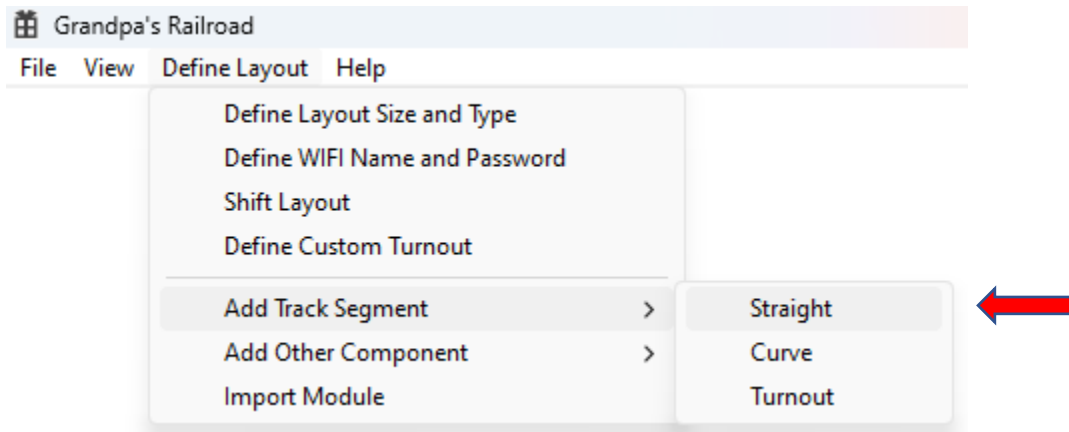 Grandpa's Railroad
File View Define Layout Help
Define Layout Size and Type
Define WIFI Name and Password
Shift Layout
Define Custom Turnout
Add Track Segment > Straight
Add Other Component > Curve
Import Module Turnout